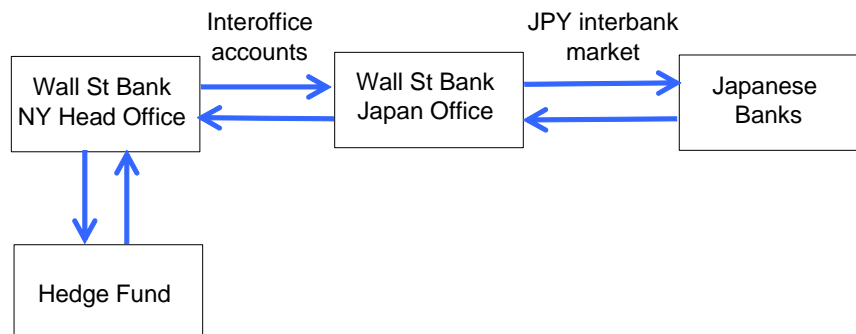 Interoffice
accounts
JPY interbank
market
Wall St Bank
NY Head Office
Wall St Bank
Japan Office
Japanese
Banks
Hedge Fund